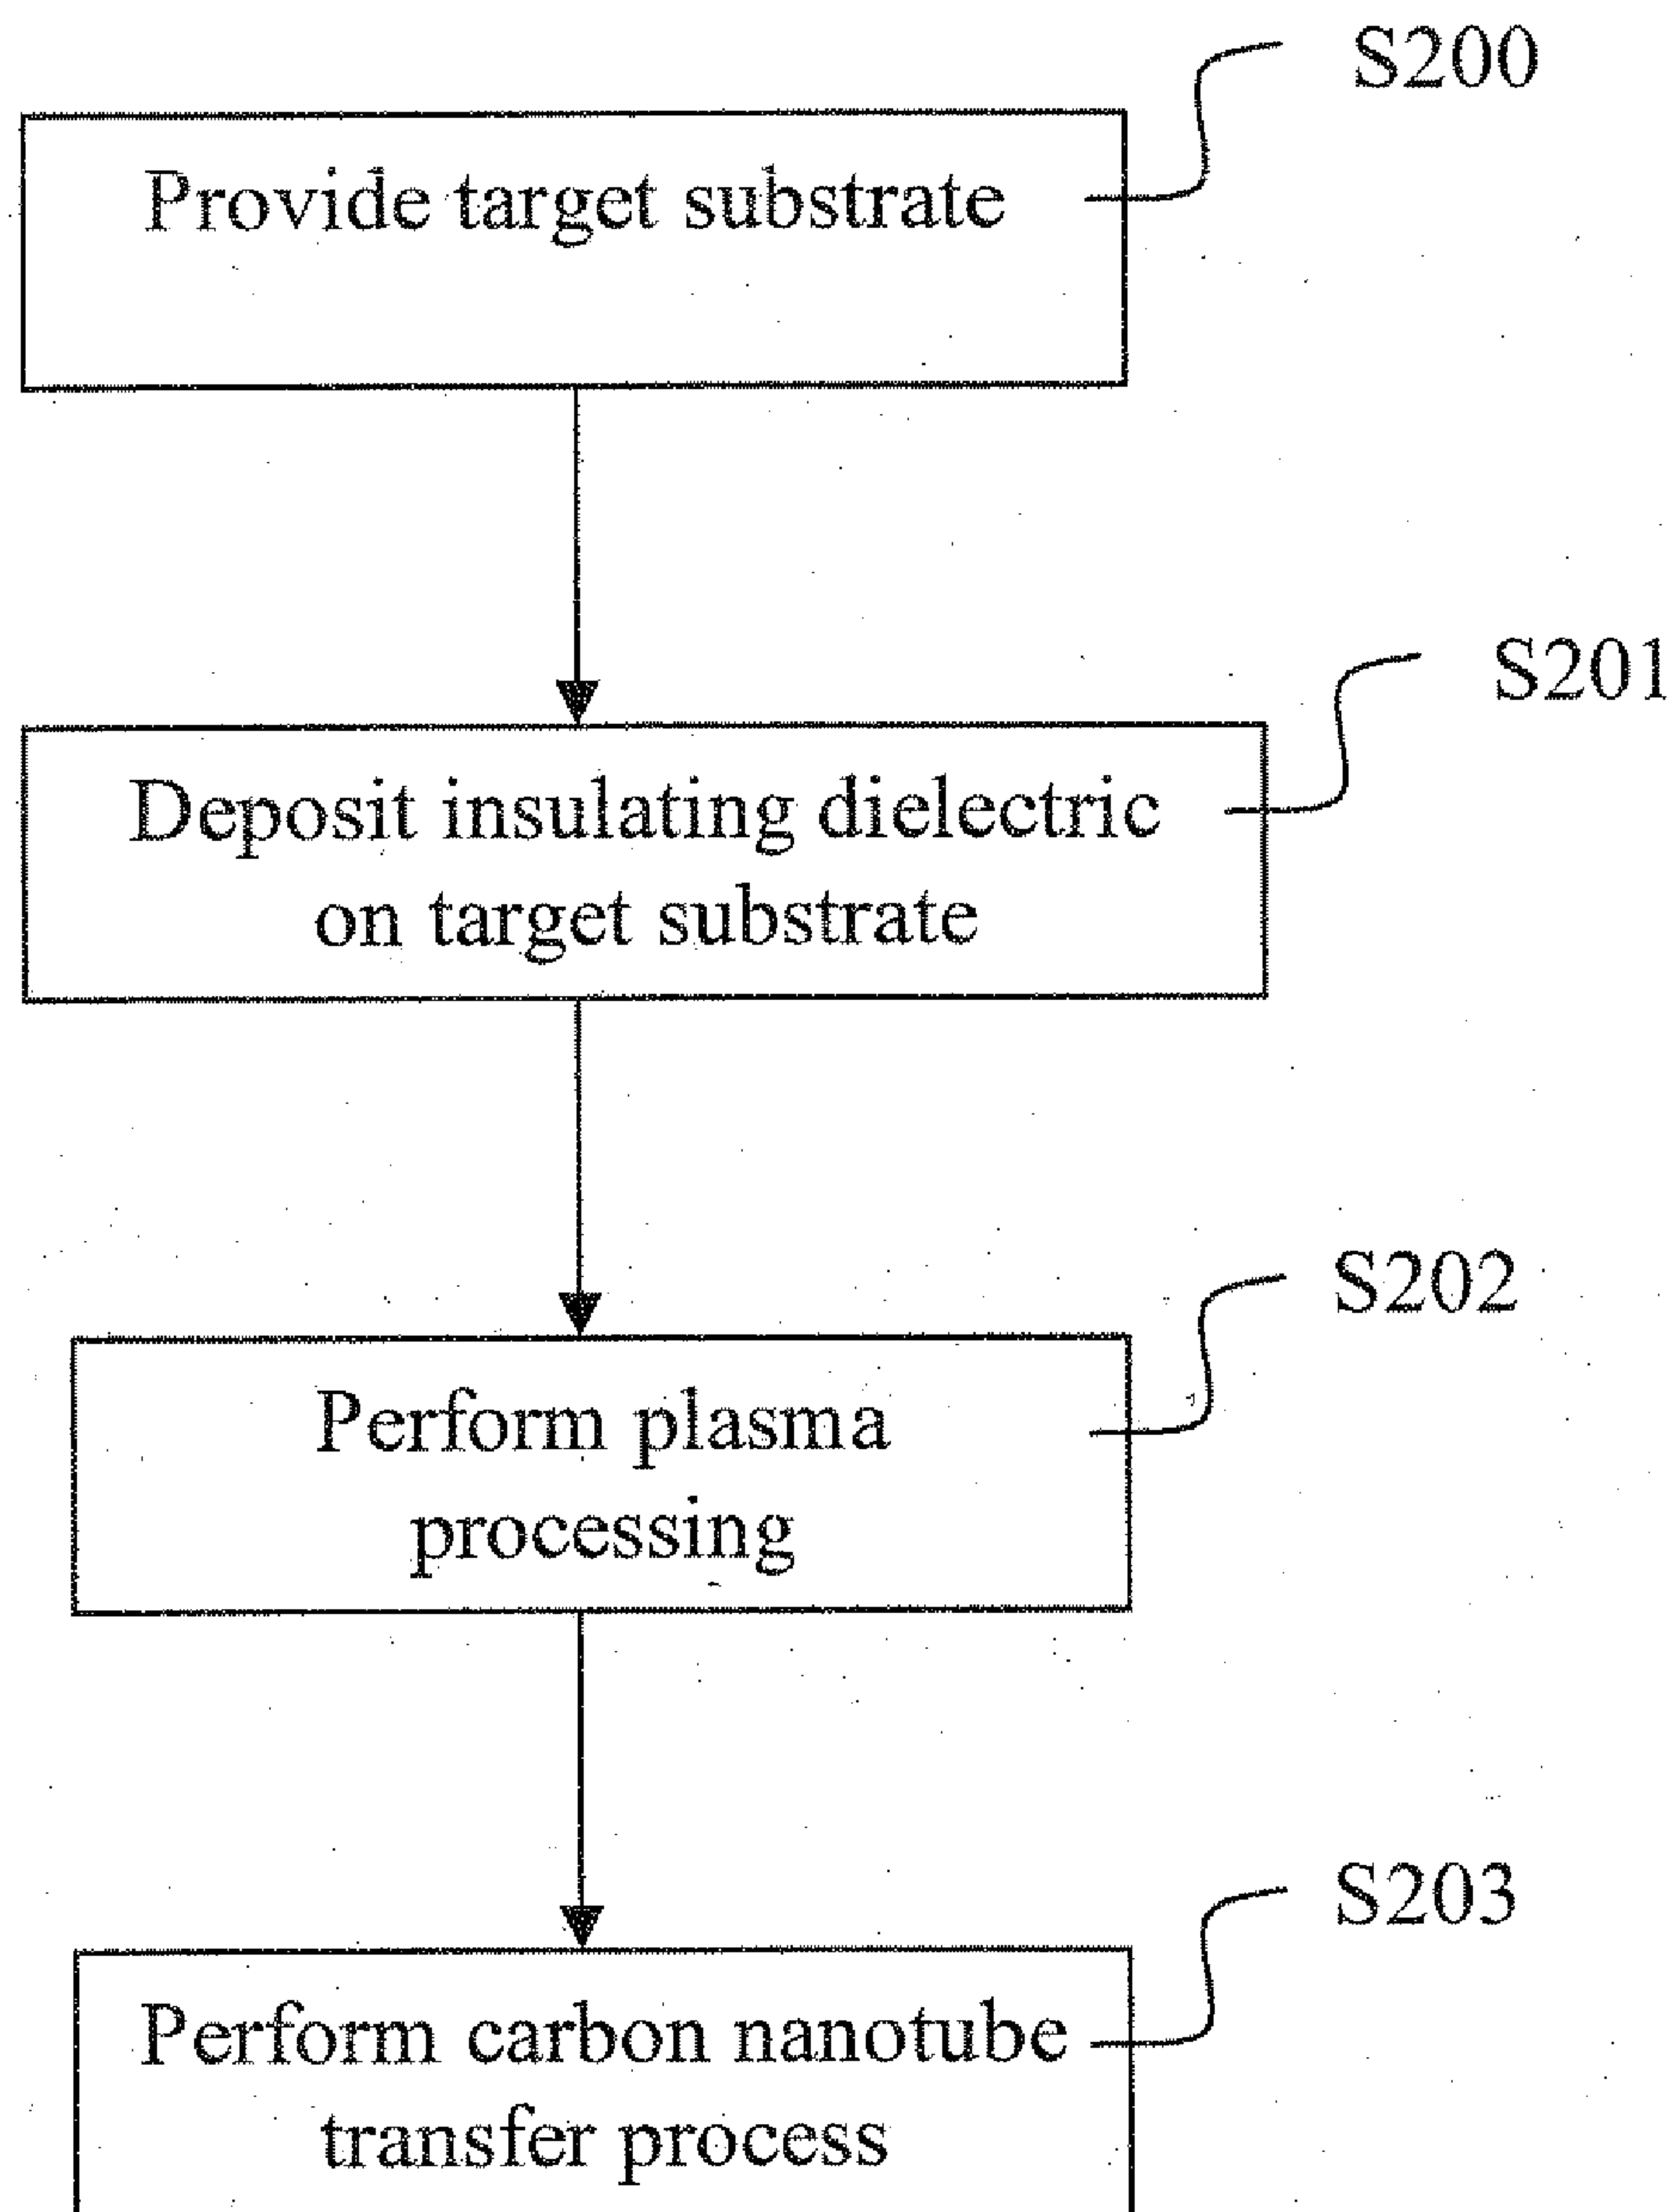 S200
Provide target substrate
S201
Deposit insulating dielectric
on target substrate
S202
Perform plasma
processing
S203
Perform carbon nanotube
transfer process